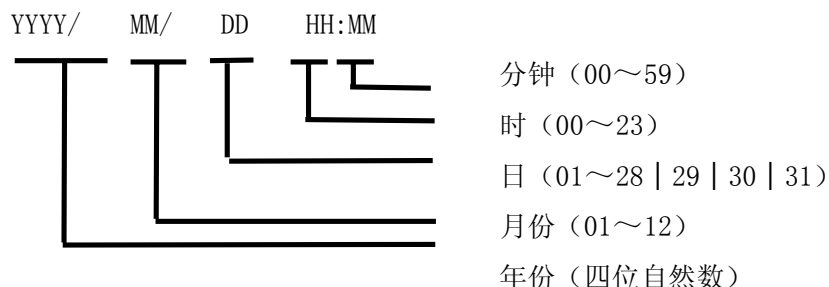 YYYY/ MM/ DD HH:MM
分钟（00～59）
时（00～23）
日（01～28｜29｜30｜31）
月份（01～12）
年份（四位自然数）